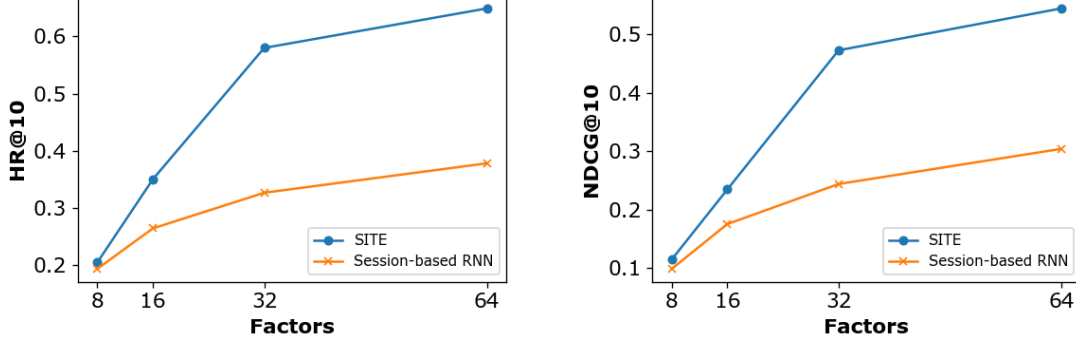 HR@10
0.6
0.5
0.4
0.3
0.2
SITE
Session-based RNN
8 16 32 64
Factors
NDCG@10
0.5
0.4
0.3
0.2
0.1
SITE
Session-based RNN
8 16 32 64
Factors